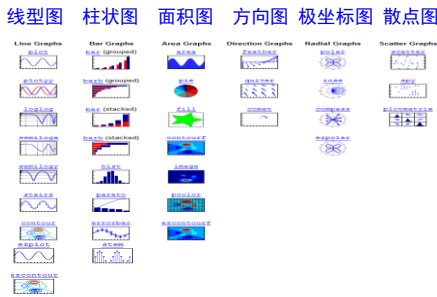 线型图 柱状图 面积图 方向图 极坐标图 散点图
Line Graphs Bar Graphs Area Graphs Direction Graphs Radial Graphs Scatter Graphs
plot bar (grouped) area feather polar scatter
plotyy barh (grouped) pie quiver rose spy
loglog bar (stacked) fill comet compass plotmatrix
semilogx barh (stacked) contourf ezpolar
semilogy hist image
stairs pareto pcolor
contour errorbar ezcontourf
ezplot stem
ezcontour